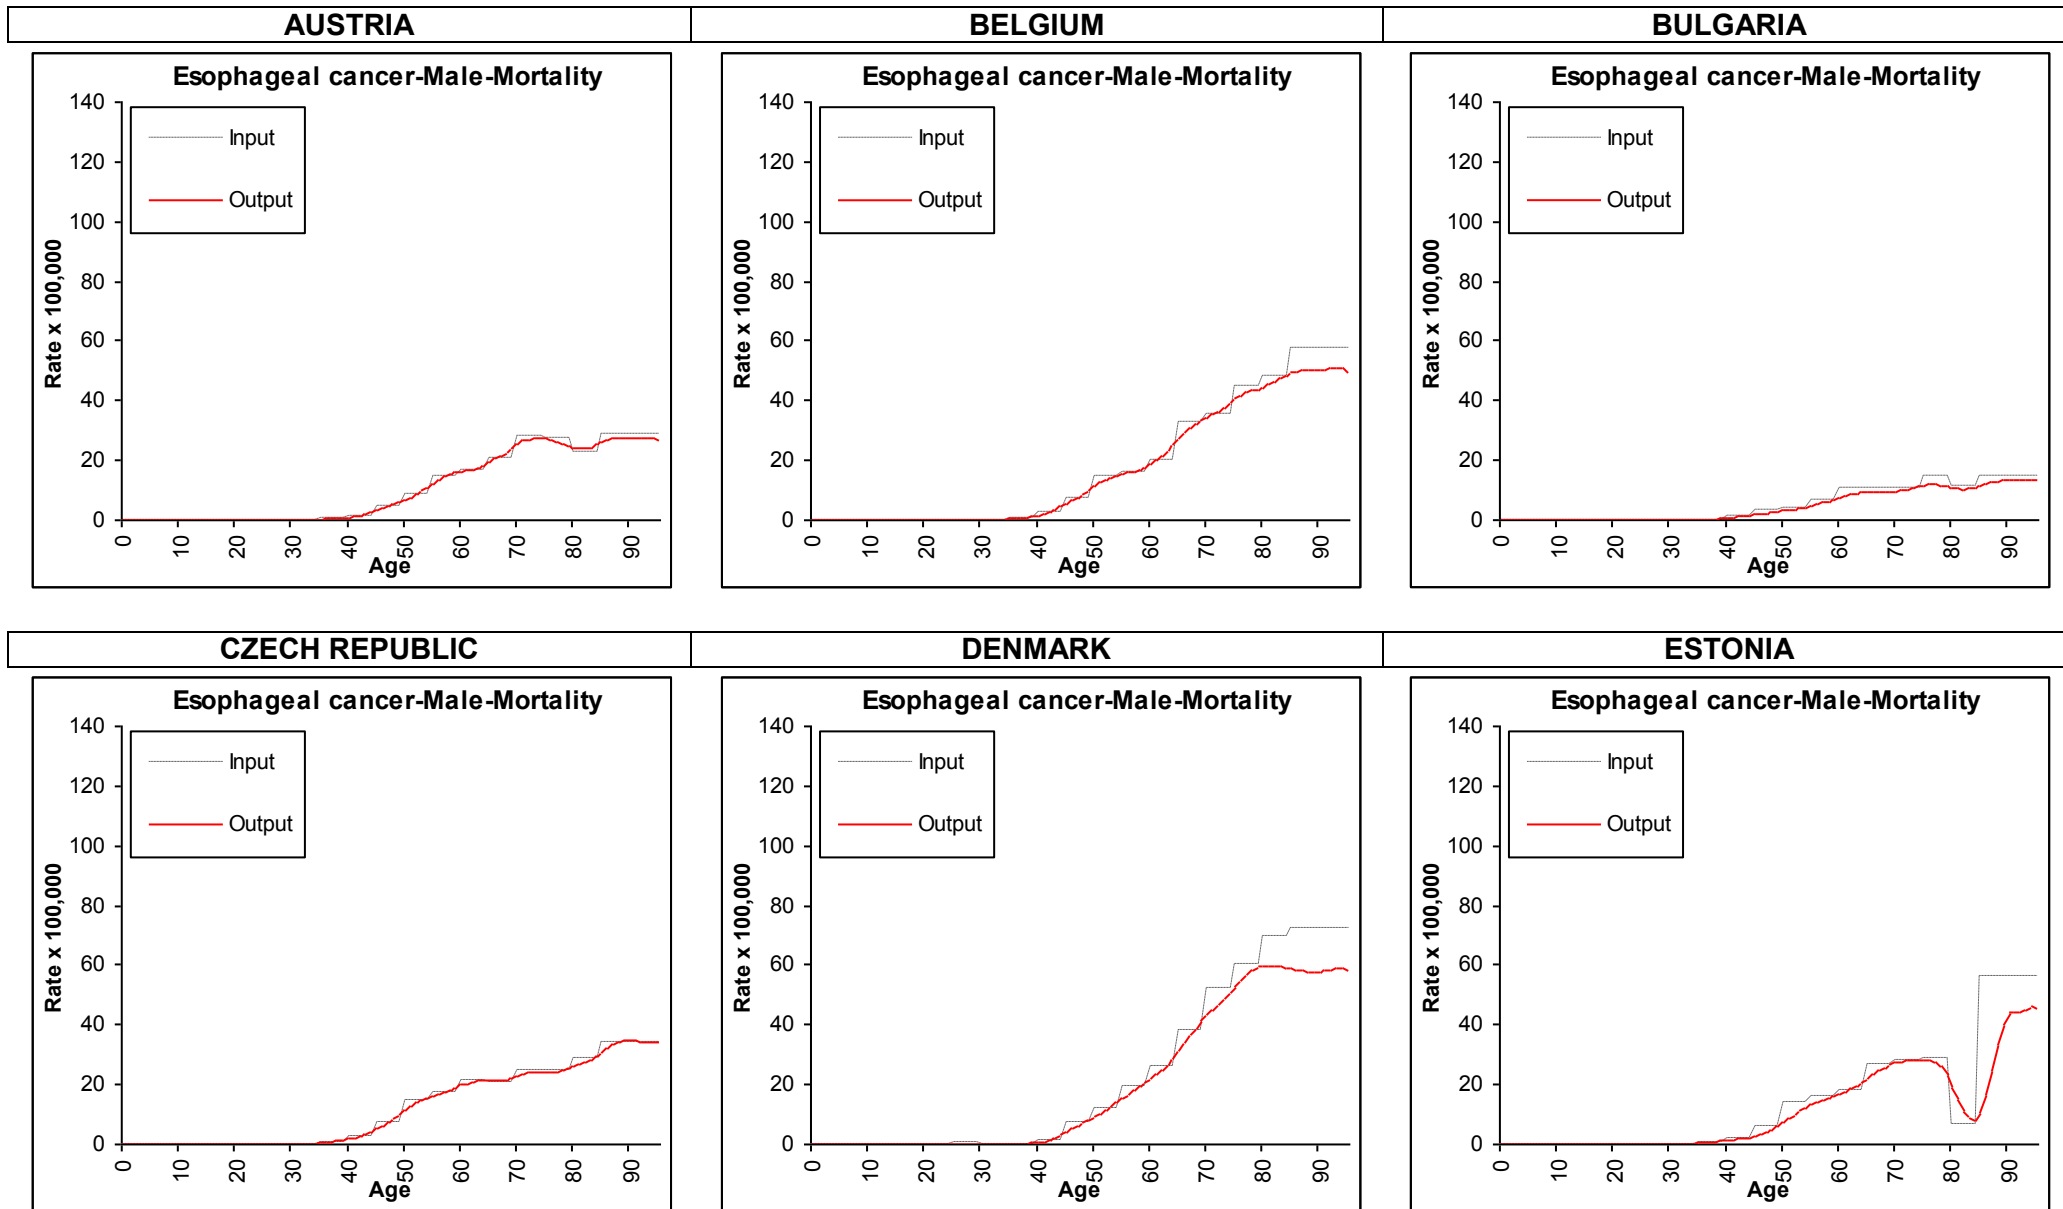 AUSTRIA BELGIUM BULGARIA
Esophageal cancer-Male-Mortality
140
120
100
80
60
40
20
0
Rate x 100,000
Input
Output
0 10 20 30 40 50 60 70 80 90
Age
Esophageal cancer-Male-Mortality
140
120
100
80
60
40
20
0
Rate x 100,000
Input
Output
0 10 20 30 40 50 60 70 80 90
Age
Esophageal cancer-Male-Mortality
140
120
100
80
60
40
20
0
Rate x 100,000
Input
Output
0 10 20 30 40 50 60 70 80 90
Age
CZECH REPUBLIC DENMARK ESTONIA
Esophageal cancer-Male-Mortality
140
120
100
80
60
40
20
0
Rate x 100,000
Input
Output
0 10 20 30 40 50 60 70 80 90
Age
Esophageal cancer-Male-Mortality
140
120
100
80
60
40
20
0
Rate x 100,000
Input
Output
0 10 20 30 40 50 60 70 80 90
Age
Esophageal cancer-Male-Mortality
140
120
100
80
60
40
20
0
Rate x 100,000
Input
Output
0 10 20 30 40 50 60 70 80 90
Age